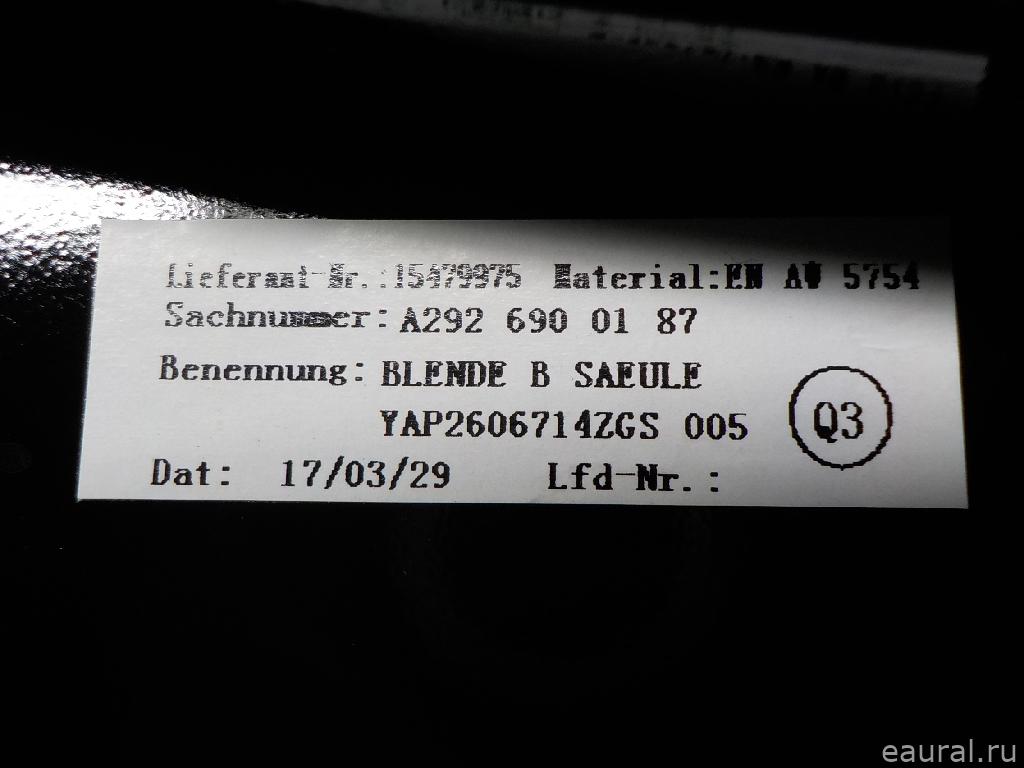 Lieferant-Nr.:15479975 Material:EN AW 5754
Sachnummer: A292 690 01 87
Benennung: BLENDE B SAEULE
YAP2606714ZGS 005
Q3
Dat: 17/03/29 Lfd-Nr.:
eaural.ru